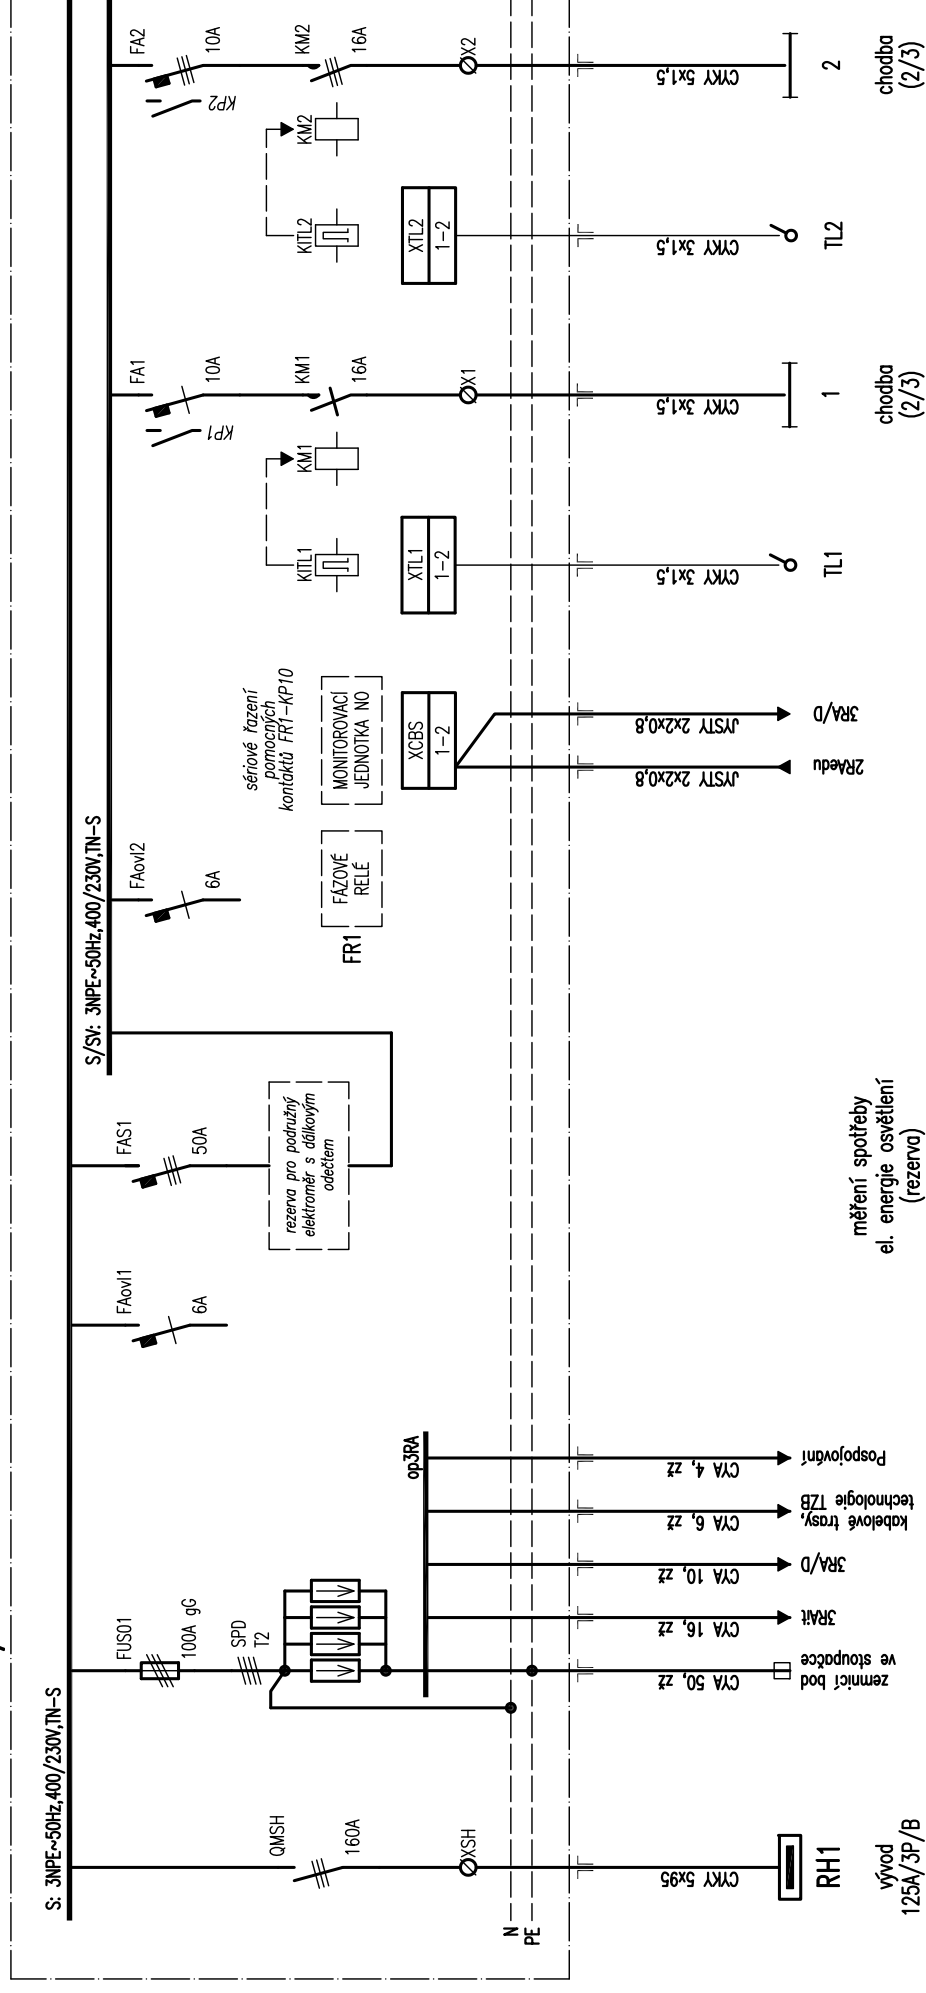 S: 3NPE~50Hz,400/230V,TN-S
S/SV: 3NPE~50Hz,400/230V,TN-S
QMSH
160A
XSH
CYKY 5x95
RH1
vývod
125A/3P/B
N
PE
FUS01
100A gG
SPD
T2
op3RA
CYA 50, zž
zemnicí bod
ve stoupačce
CYA 16, zž
3RAit
CYA 10, zž
3RA/D
CYA 6, zž
kabelové trasy,
technologie TZB
CYA 4, zž
Pospojování
FAovl1
6A
FAS1
50A
rezerva pro podružný
elektroměr s dálkovým
odečtem
měření spotřeby
el. energie osvětlení
(rezerva)
FAovl2
6A
FR1
FÁZOVÉ
RELÉ
sériové řazení
pomocných
kontaktů FR1-KP10
MONITOROVACÍ
JEDNOTKA NO
XCBS
1-2
JYSTY 2x2x0,8
2RAedu
JYSTY 2x2x0,8
3RA/D
KITL1
XTL1
1-2
CYKY 3x1,5
TL1
KM1
FA1
10A
KP1
KM1
16A
X1
CYKY 3x1,5
1
chodba
(2/3)
KITL2
XTL2
1-2
CYKY 3x1,5
TL2
KM2
FA2
10A
KP2
KM2
16A
X2
CYKY 5x1,5
2
chodba
(2/3)